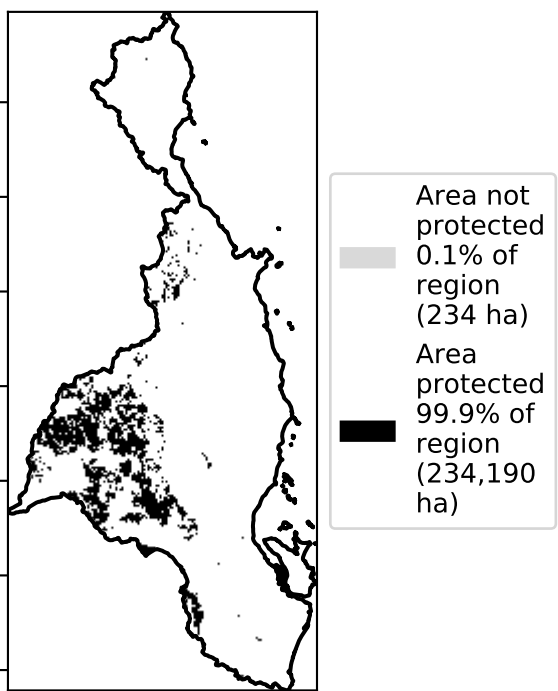 Area not
protected
0.1% of
region
(234 ha)
Area
protected
99.9% of
region
(234,190
ha)